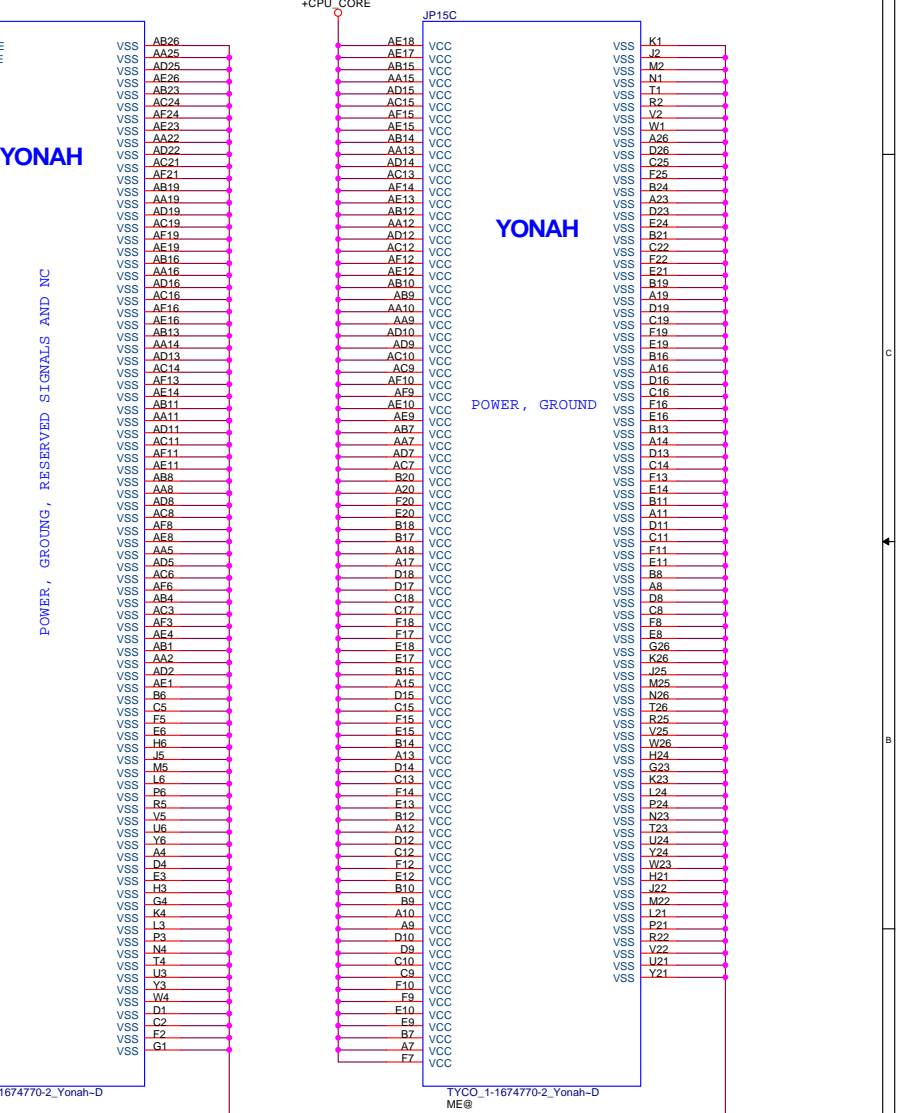 +CPU_CORE
VSS AB26
VSS AA25
VSS AD25
VSS AE26
VSS AB23
VSS AC24
VSS AF24
VSS AE23
VSS AA22
VSS AD22
VSS AC21
VSS AF21
VSS AB19
VSS AA19
VSS AD19
VSS AC19
VSS AF19
VSS AE19
VSS AB16
VSS AA16
VSS AD16
VSS AC16
VSS AF16
VSS AE16
VSS AB13
VSS AA14
VSS AD13
VSS AC14
VSS AF13
VSS AE14
VSS AB11
VSS AA11
VSS AD11
VSS AC11
VSS AF11
VSS AE11
VSS AB8
VSS AA8
VSS AD8
VSS AC8
VSS AF8
VSS AE8
VSS AA5
VSS AD5
VSS AC6
VSS AF6
VSS AB4
VSS AC3
VSS AF3
VSS AE4
VSS AB1
VSS AA2
VSS AD2
VSS AE1
VSS B6
VSS C5
VSS F5
VSS E6
VSS H6
VSS J5
VSS M5
VSS L6
VSS P6
VSS R5
VSS V5
VSS U6
VSS Y6
VSS A4
VSS D4
VSS E3
VSS H3
VSS G4
VSS K4
VSS L3
VSS P3
VSS N4
VSS T4
VSS U3
VSS Y3
VSS W4
VSS D1
VSS C2
VSS F2
VSS G1
YONAH
POWER, GROUNG, RESERVED SIGNALS AND NC
1674770-2_Yonah~D
JP15C
AE18 VCC
AE17 VCC
AB15 VCC
AA15 VCC
AD15 VCC
AC15 VCC
AF15 VCC
AE15 VCC
AB14 VCC
AA13 VCC
AD14 VCC
AC13 VCC
AF14 VCC
AE13 VCC
AB12 VCC
AA12 VCC
AD12 VCC
AC12 VCC
AF12 VCC
AE12 VCC
AB10 VCC
AB9 VCC
AA10 VCC
AA9 VCC
AD10 VCC
AD9 VCC
AC10 VCC
AC9 VCC
AF10 VCC
AF9 VCC
AE10 VCC
AE9 VCC
AB7 VCC
AA7 VCC
AD7 VCC
AC7 VCC
B20 VCC
A20 VCC
F20 VCC
E20 VCC
B18 VCC
B17 VCC
A18 VCC
A17 VCC
D18 VCC
D17 VCC
C18 VCC
C17 VCC
F18 VCC
F17 VCC
E18 VCC
E17 VCC
B15 VCC
A15 VCC
D15 VCC
C15 VCC
F15 VCC
E15 VCC
B14 VCC
A13 VCC
D14 VCC
C13 VCC
F14 VCC
E13 VCC
B12 VCC
A12 VCC
D12 VCC
C12 VCC
F12 VCC
E12 VCC
B10 VCC
B9 VCC
A10 VCC
A9 VCC
D10 VCC
D9 VCC
C10 VCC
C9 VCC
F10 VCC
F9 VCC
E10 VCC
E9 VCC
B7 VCC
A7 VCC
F7 VCC
YONAH
POWER, GROUND
VSS K1
VSS J2
VSS M2
VSS N1
VSS T1
VSS R2
VSS V2
VSS W1
VSS A26
VSS D26
VSS C25
VSS F25
VSS B24
VSS A23
VSS D23
VSS E24
VSS B21
VSS C22
VSS F22
VSS E21
VSS B19
VSS A19
VSS D19
VSS C19
VSS F19
VSS E19
VSS B16
VSS A16
VSS D16
VSS C16
VSS F16
VSS E16
VSS B13
VSS A14
VSS D13
VSS C14
VSS F13
VSS E14
VSS B11
VSS A11
VSS D11
VSS C11
VSS F11
VSS E11
VSS B8
VSS A8
VSS D8
VSS C8
VSS F8
VSS E8
VSS G26
VSS K26
VSS J25
VSS M25
VSS N26
VSS T26
VSS R25
VSS V25
VSS W26
VSS H24
VSS G23
VSS K23
VSS L24
VSS P24
VSS N23
VSS T23
VSS U24
VSS Y24
VSS W23
VSS H21
VSS J22
VSS M22
VSS L21
VSS P21
VSS R22
VSS V22
VSS U21
VSS Y21
TYCO_1-1674770-2_Yonah~D
ME@
C
B